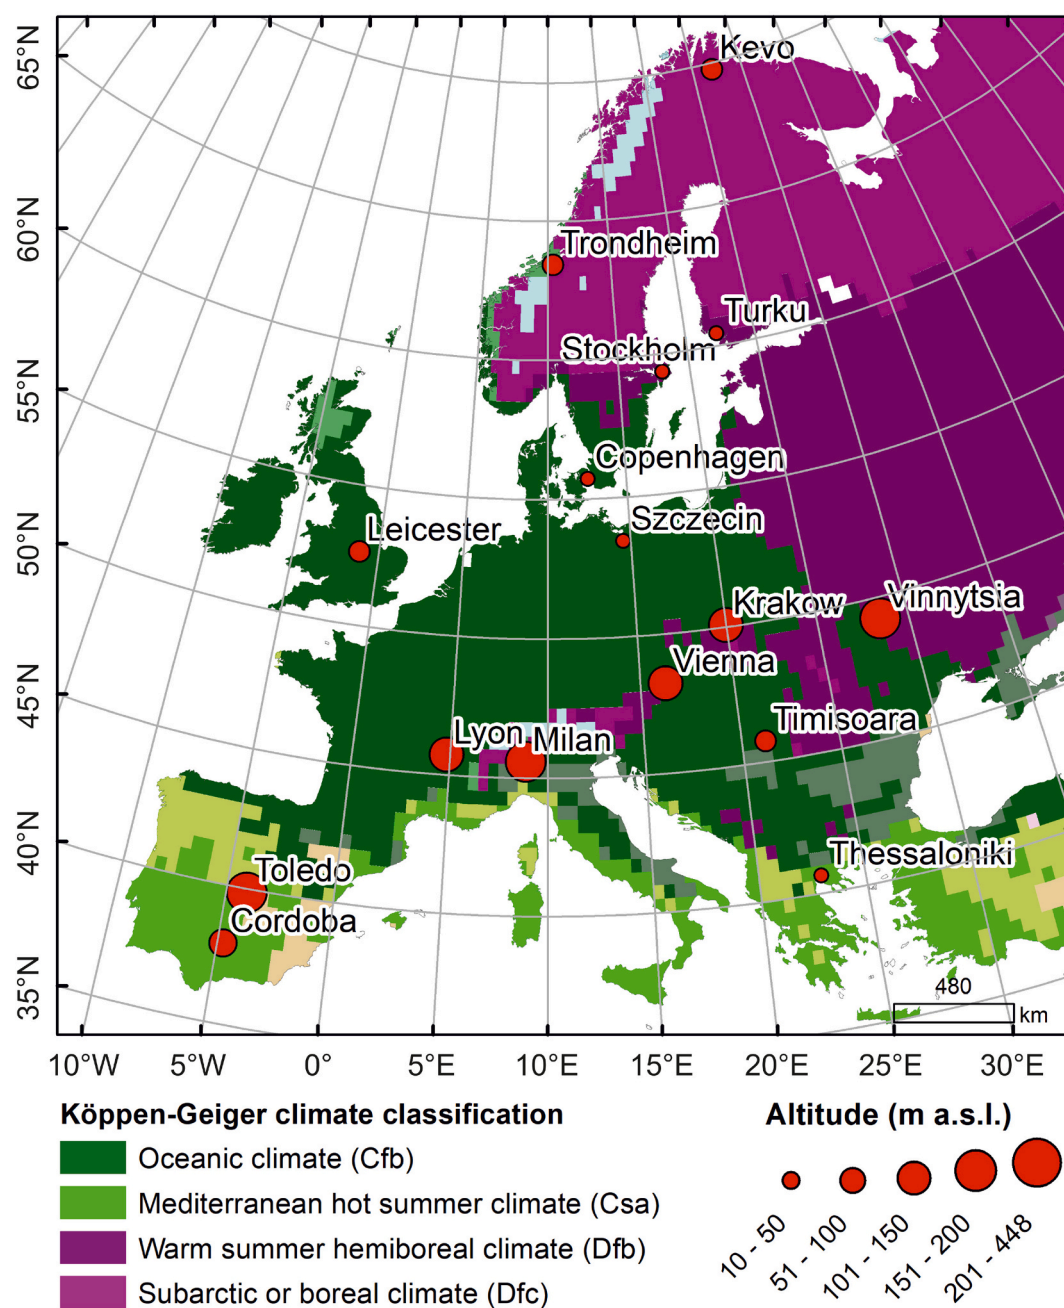 65°N
60°N
55°N
50°N
45°N
40°N
35°N
Kevo
Trondheim
Turku
Stockholm
Copenhagen
Szczecin
Leicester
Krakow
Vinnytsia
Vienna
Timisoara
Lyon
Milan
Thessaloniki
Toledo
Cordoba
480
km
10°W
5°W
0°
5°E
10°E
15°E
20°E
25°E
30°E
Köppen-Geiger climate classification
Oceanic climate (Cfb)
Mediterranean hot summer climate (Csa)
Warm summer hemiboreal climate (Dfb)
Subarctic or boreal climate (Dfc)
Altitude (m a.s.l.)
10 - 50
51 - 100
101 - 150
151 - 200
201 - 448